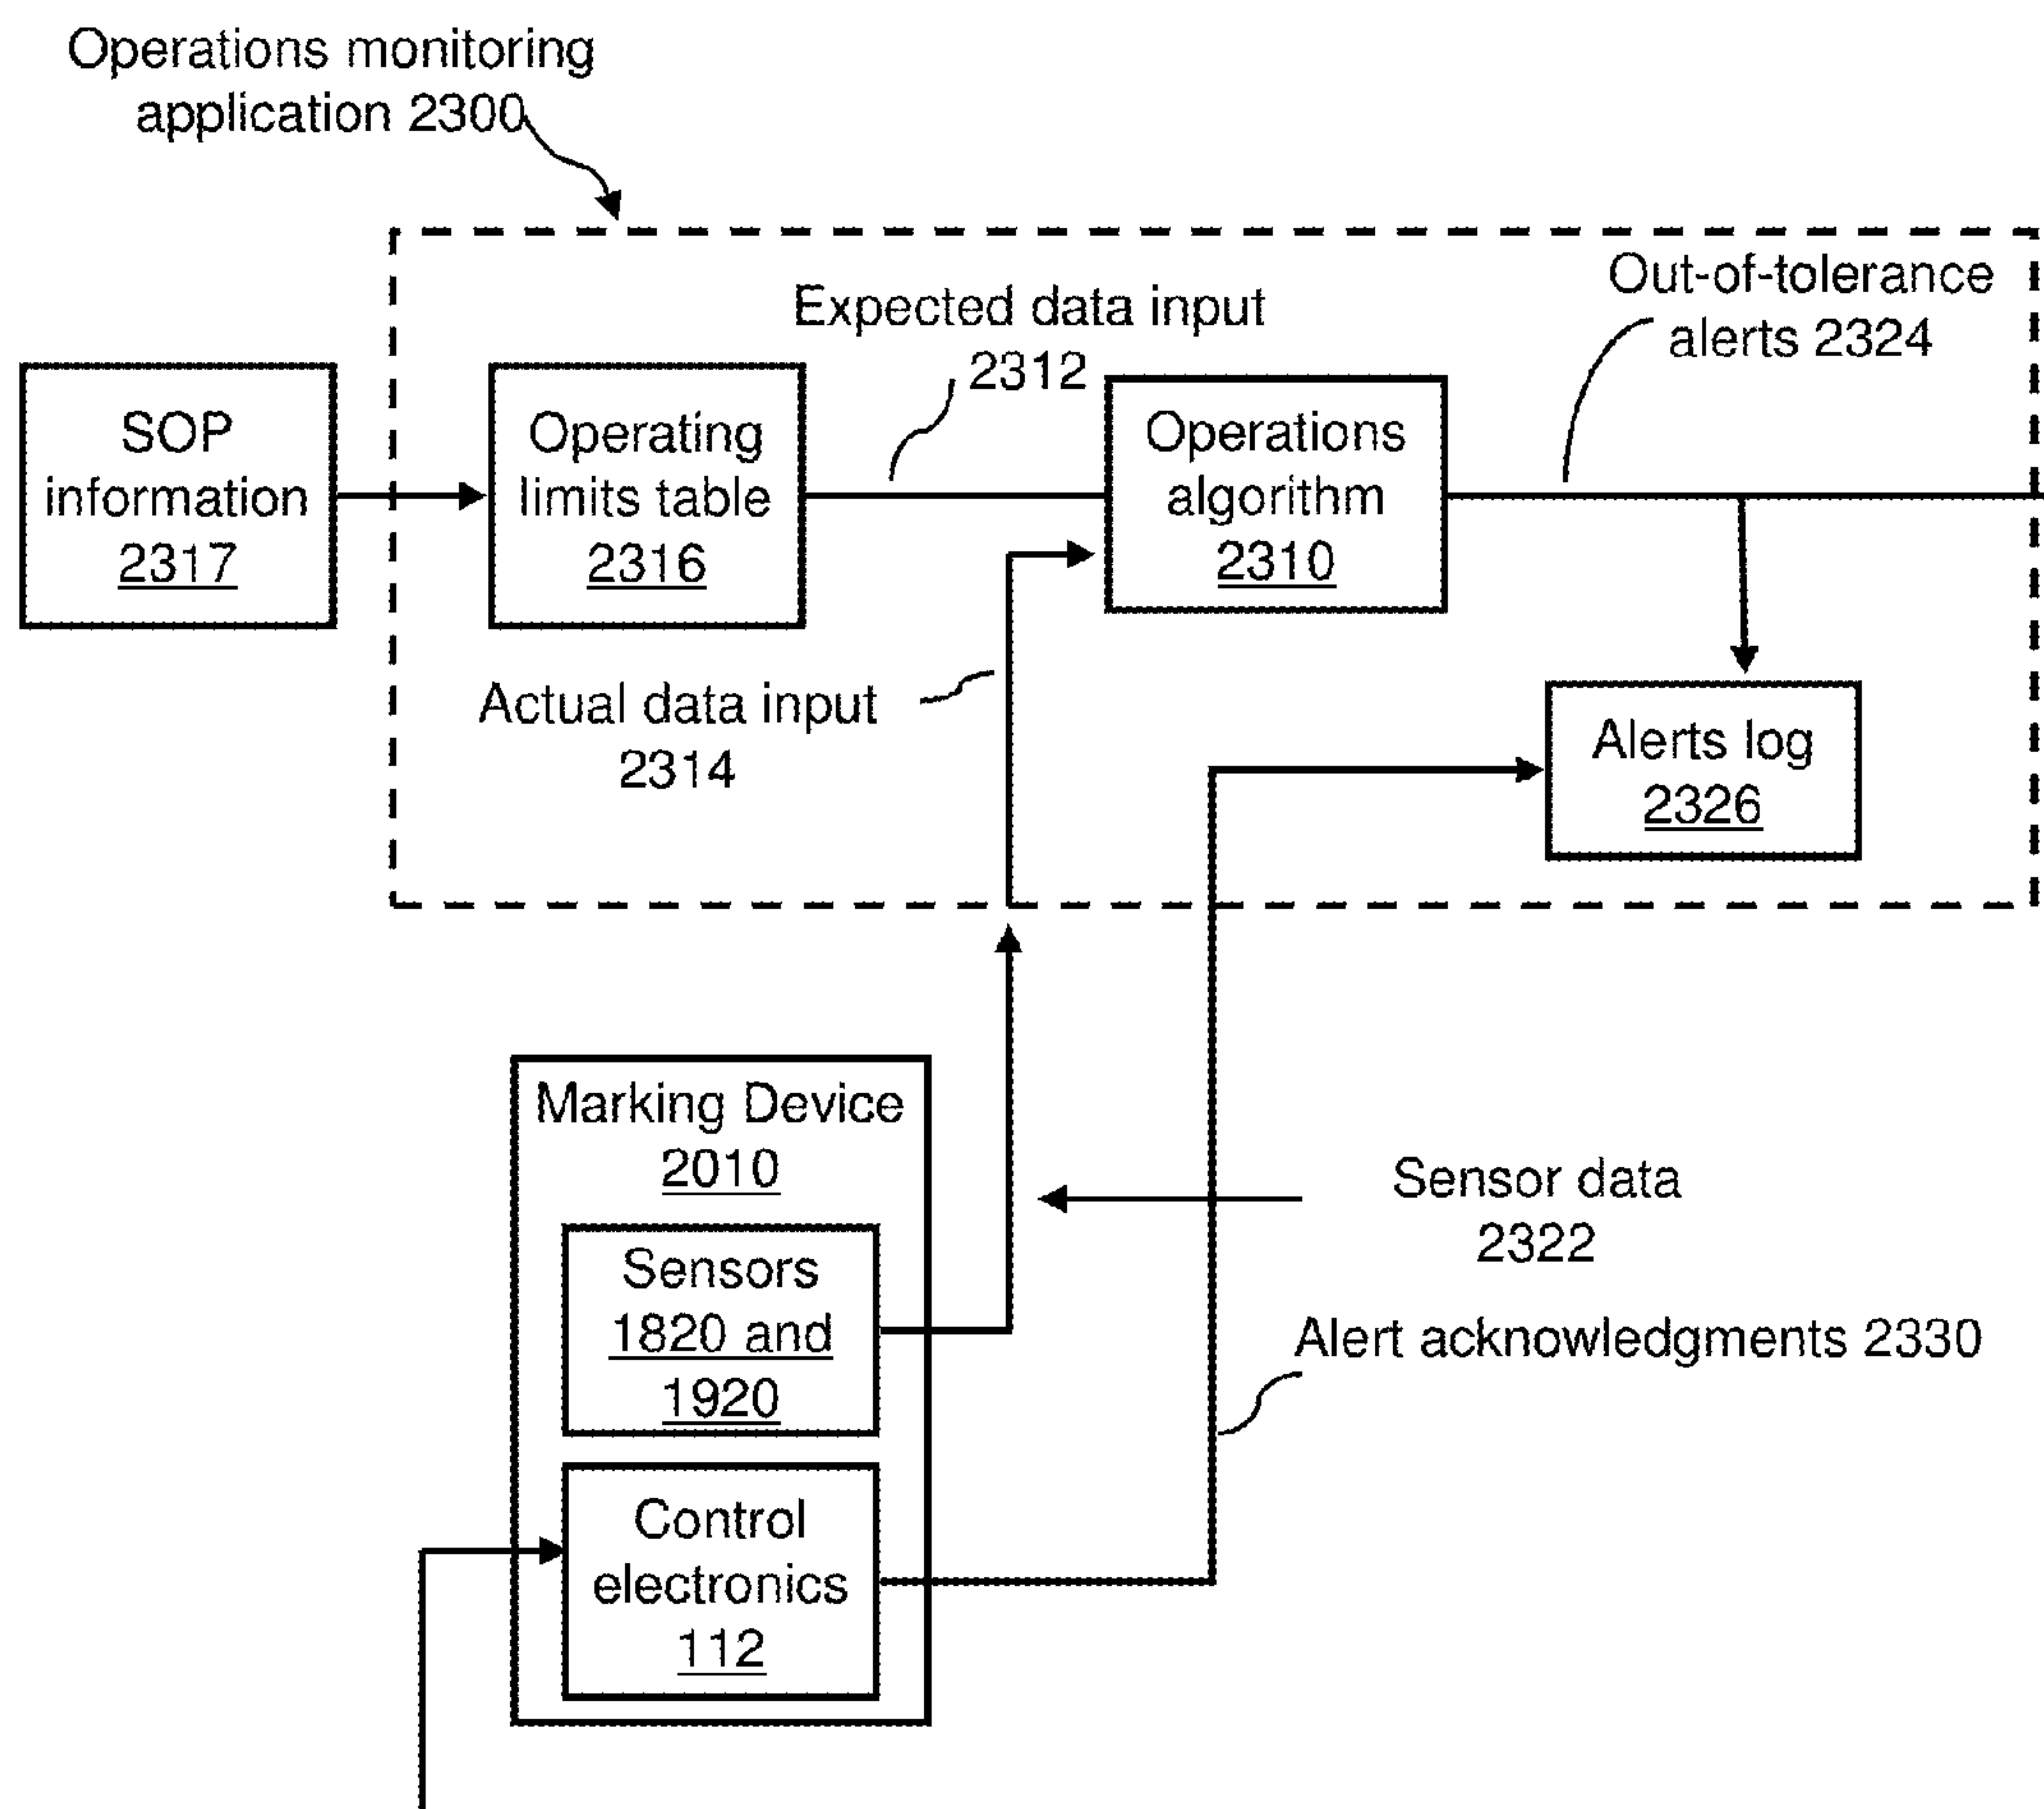 Operations monitoring
application 2300
Expected data input
2312
Out-of-tolerance
alerts 2324
SOP
information
2317
Operating
limits table
2316
Operations
algorithm
2310
Actual data input
2314
Alerts log
2326
Marking Device
2010
Sensors
1820 and
1920
Control
electronics
112
Sensor data
2322
Alert acknowledgments 2330